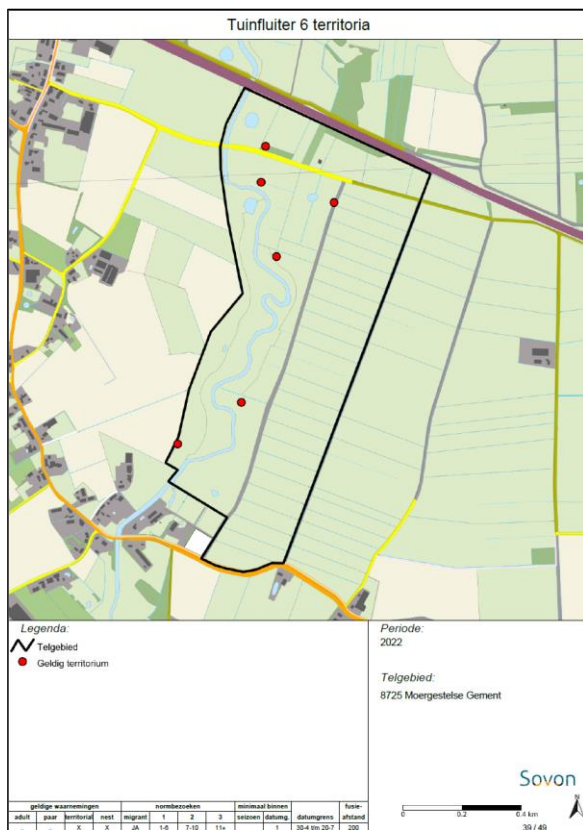 Tuinfluiter 6 territoria
Legenda:
Telgebied
Geldig territorium
Periode:
2022
Telgebied:
8725 Moergestelse Gement
Sovon
N
0 0.2 0.4 km
39 / 49
geldige waarnemingen normbezoeken minimaal binnen fusie-
adult paar territorial nest migrant 1 2 3 seizoen datumg. datumgrens afstand
. . X X JA 1-6 7-10 11+ 1 30-4 t/m 20-7 200